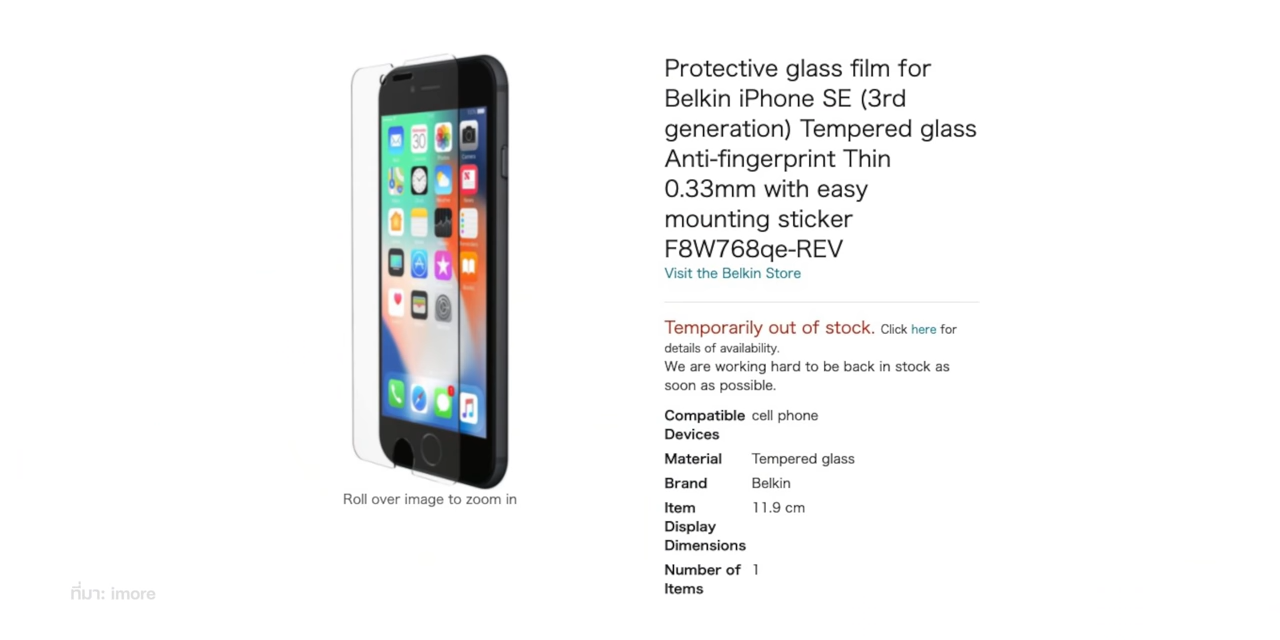 Protective glass film for
Belkin iPhone SE (3rd
generation) Tempered glass
Anti-fingerprint Thin
0.33mm with easy
mounting sticker
F8W768qe-REV
Visit the Belkin Store
Temporarily out of stock. Click here for
details of availability.
We are working hard to be back in stock as
soon as possible.
Compatible cell phone
Devices
Material Tempered glass
Brand Belkin
Item 11.9 cm
Display
Dimensions
Number of 1
Items
30
Roll over image to zoom in
ที่มา: imore